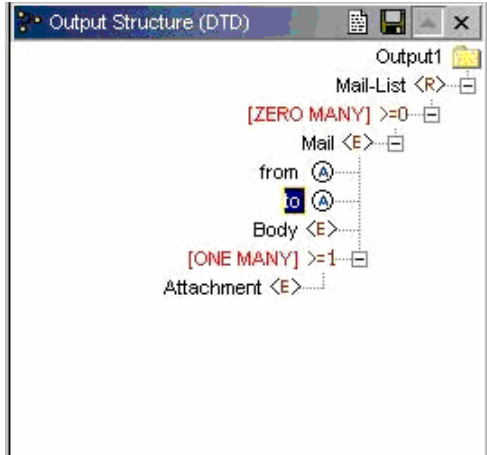 Output Structure (DTD)
Output1
Mail-List <R>
[ZERO MANY] >=0
Mail <E>
from A
to A
Body <E>
[ONE MANY] >=1
Attachment <E>